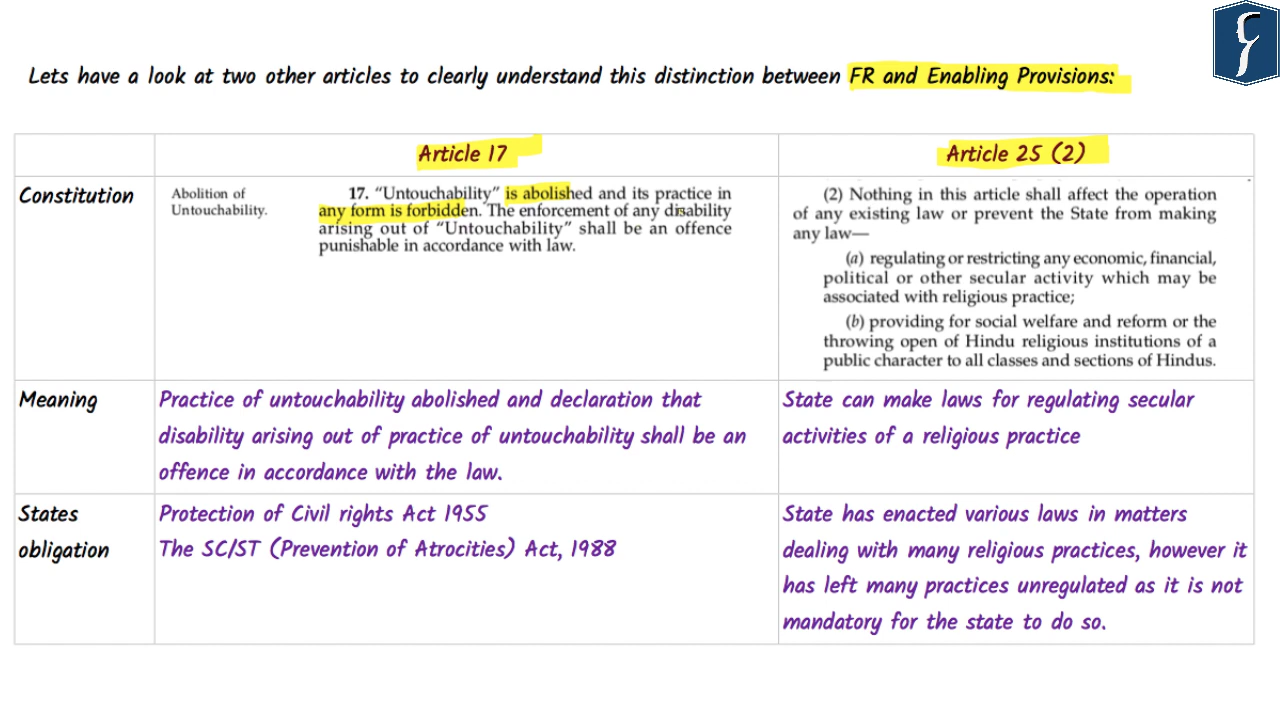 Lets have a look at two other articles to clearly understand this distinction between FR and Enabling Provisions:
Article 17
Article 25 (2)
Constitution
Abolition of
Untouchability.
17. “Untouchability” is abolished and its practice in
any form is forbidden. The enforcement of any disability
arising out of “Untouchability” shall be an offence
punishable in accordance with law.
(2) Nothing in this article shall affect the operation
of any existing law or prevent the State from making
any law—
(a) regulating or restricting any economic, financial,
political or other secular activity which may be
associated with religious practice;
(b) providing for social welfare and reform or the
throwing open of Hindu religious institutions of a
public character to all classes and sections of Hindus.
Meaning
Practice of untouchability abolished and declaration that
disability arising out of practice of untouchability shall be an
offence in accordance with the law.
State can make laws for regulating secular
activities of a religious practice
States
obligation
Protection of Civil rights Act 1955
The SC/ST (Prevention of Atrocities) Act, 1988
State has enacted various laws in matters
dealing with many religious practices, however it
has left many practices unregulated as it is not
mandatory for the state to do so.